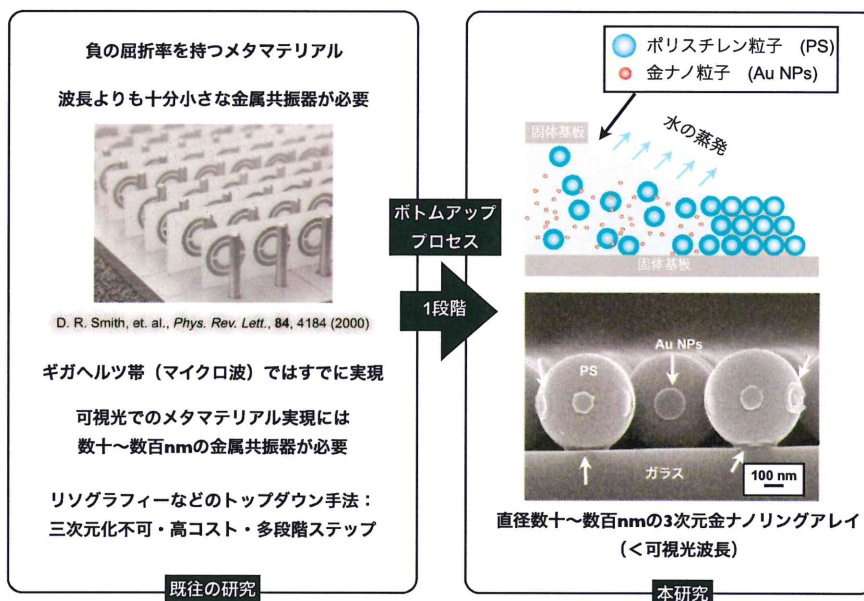 負の屈折率を持つメタマテリアル
波長よりも十分小さな金属共振器が必要
D. R. Smith, et. al., Phys. Rev. Lett., 84, 4184 (2000)
ギガヘルツ帯（マイクロ波）ではすでに実現
可視光でのメタマテリアル実現には
数十〜数百nmの金属共振器が必要
リソグラフィーなどのトップダウン手法：
三次元化不可・高コスト・多段階ステップ
既往の研究
ボトムアップ
プロセス
1段階
ポリスチレン粒子 (PS)
金ナノ粒子 (Au NPs)
固体基板
水の蒸発
固体基板
Au NPs
PS
ガラス
100 nm
直径数十〜数百nmの3次元金ナノリングアレイ
（＜可視光波長）
本研究